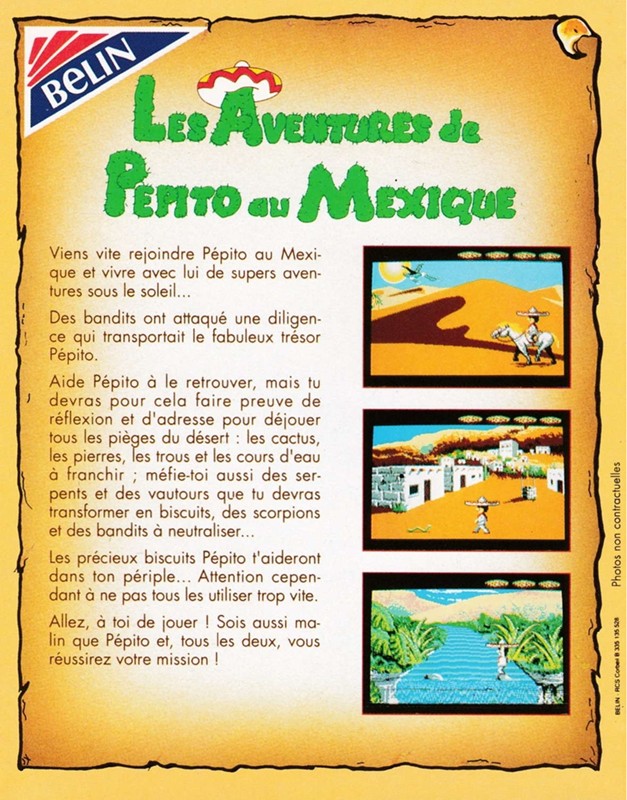 BELIN
LES AVENTURES de
PÉPITO au MEXIQUE
Viens vite rejoindre Pépito au Mexi-
que et vivre avec lui de supers aven-
tures sous le soleil...
Des bandits ont attaqué une diligen-
ce qui transportait le fabuleux trésor
Pépito.
Aide Pépito à le retrouver, mais tu
devras pour cela faire preuve de
réflexion et d'adresse pour déjouer
tous les pièges du désert : les cactus,
les pierres, les trous et les cours d'eau
à franchir ; méfie-toi aussi des ser-
pents et des vautours que tu devras
transformer en biscuits, des scorpions
et des bandits à neutraliser...
Les précieux biscuits Pépito t'aideront
dans ton périple... Attention cepen-
dant à ne pas tous les utiliser trop vite.
Allez, à toi de jouer ! Sois aussi ma-
lin que Pépito et, tous les deux, vous
réussirez votre mission !
Photos non contractuelles
BELIN - RCS Corbeil B 335 135 528